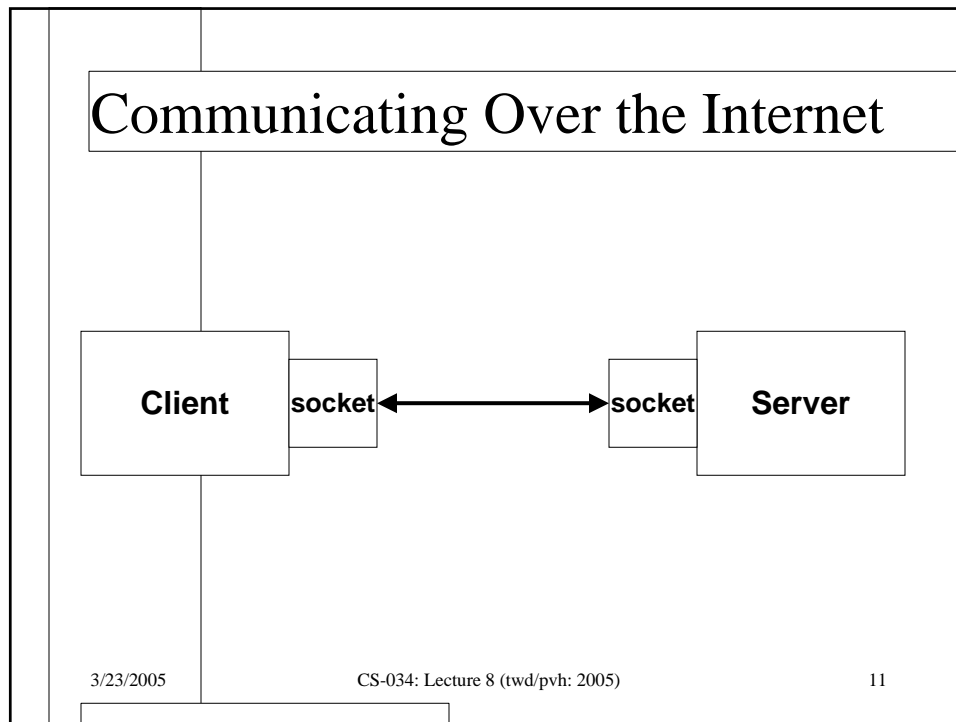 Communicating Over the Internet
Client socket socket Server
3/23/2005 CS-034: Lecture 8 (twd/pvh: 2005) 11